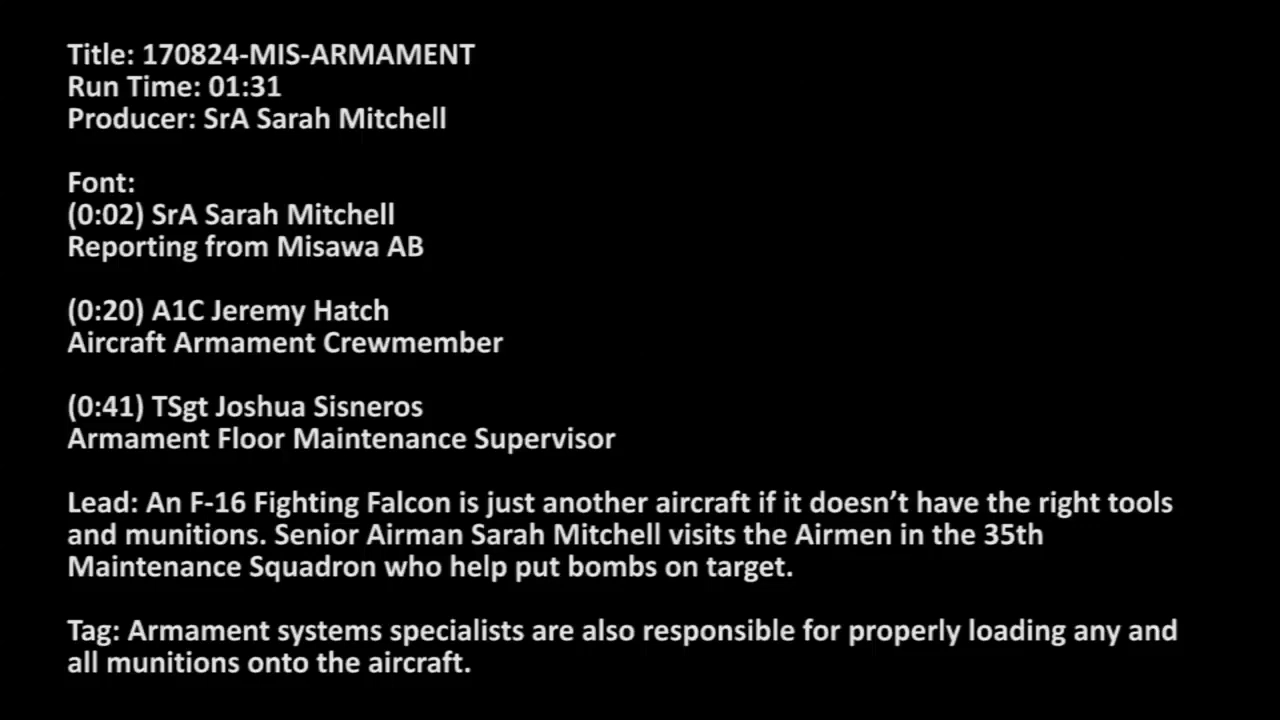 Title: 170824-MIS-ARMAMENT
Run Time: 01:31
Producer: SrA Sarah Mitchell
Font:
(0:02) SrA Sarah Mitchell
Reporting from Misawa AB
(0:20) A1C Jeremy Hatch
Aircraft Armament Crewmember
(0:41) TSgt Joshua Sisneros
Armament Floor Maintenance Supervisor
Lead: An F-16 Fighting Falcon is just another aircraft if it doesn’t have the right tools
and munitions. Senior Airman Sarah Mitchell visits the Airmen in the 35th
Maintenance Squadron who help put bombs on target.
Tag: Armament systems specialists are also responsible for properly loading any and
all munitions onto the aircraft.